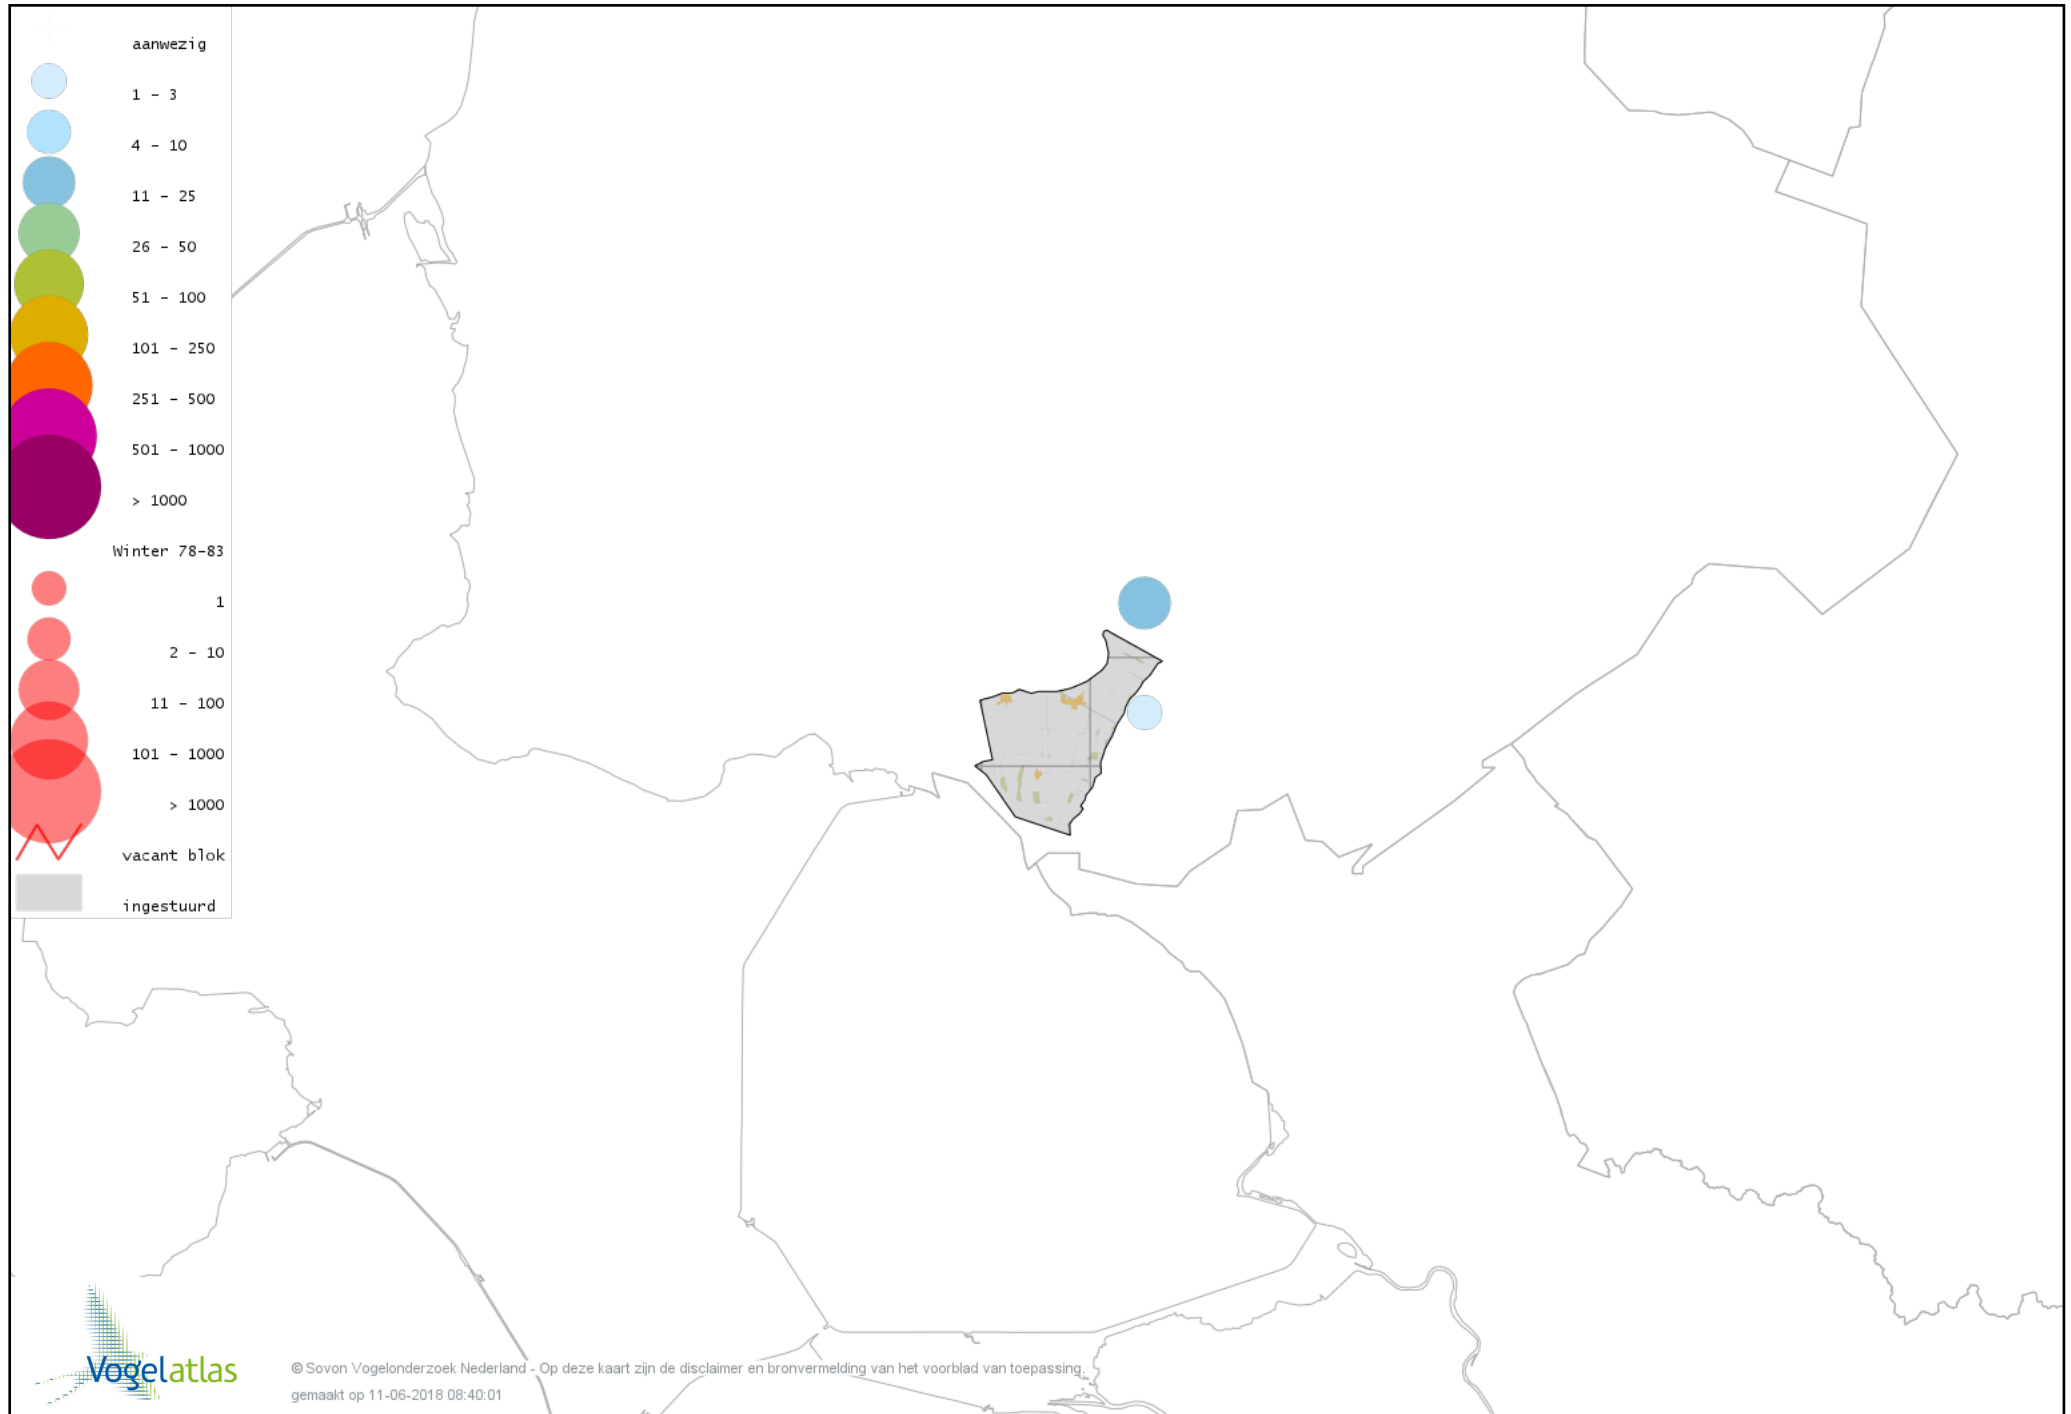 aanwezig
1 - 3
4 - 10
11 - 25
26 - 50
51 - 100
101 - 250
251 - 500
501 - 1000
> 1000
Winter 78-83
1
2 - 10
11 - 100
101 - 1000
> 1000
vacant blok
ingestuurd
Vogelatlas
© Sovon Vogelonderzoek Nederland - Op deze kaart zijn de disclaimer en bronvermelding van het voorblad van toepassing.
gemaakt op 11-06-2018 08:40:01